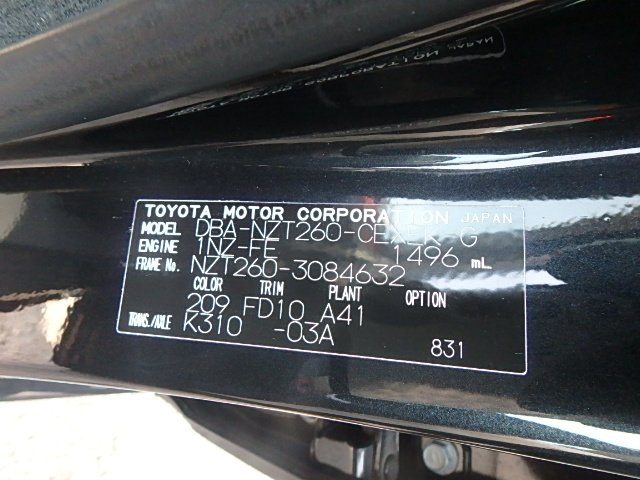 TOYOTA MOTOR CORPORATION JAPAN
MODEL DBA-NZT260-CEXEK-G
ENGINE 1NZ-FE 1496 mL
FRAME No. NZT260-3084632
COLOR TRIM PLANT OPTION
209 FD10 A41
TRANS./AXLE K310 -03A
831